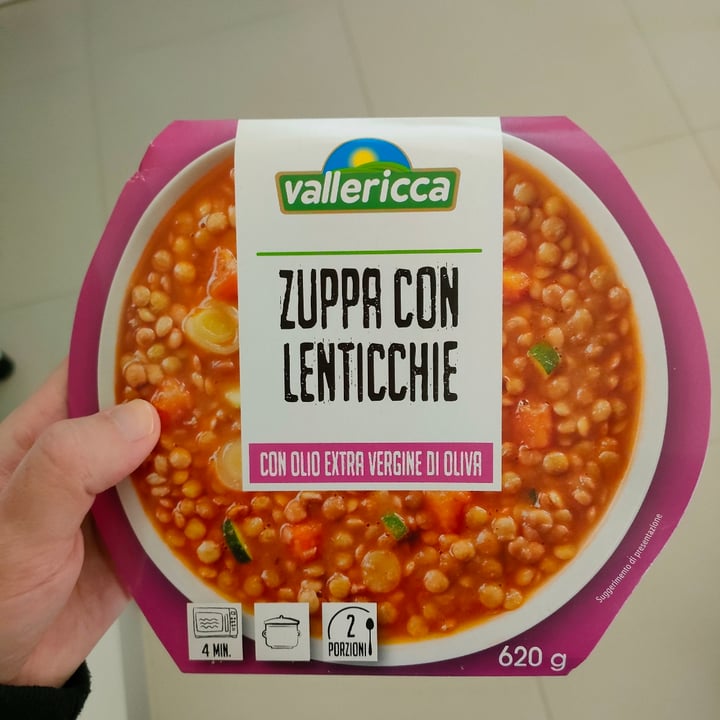 vallericca
ZUPPA CON
LENTICCHIE
CON OLIO EXTRA VERGINE DI OLIVA
Suggerimento di presentazione
4 MIN.
2
PORZIONI
620 g